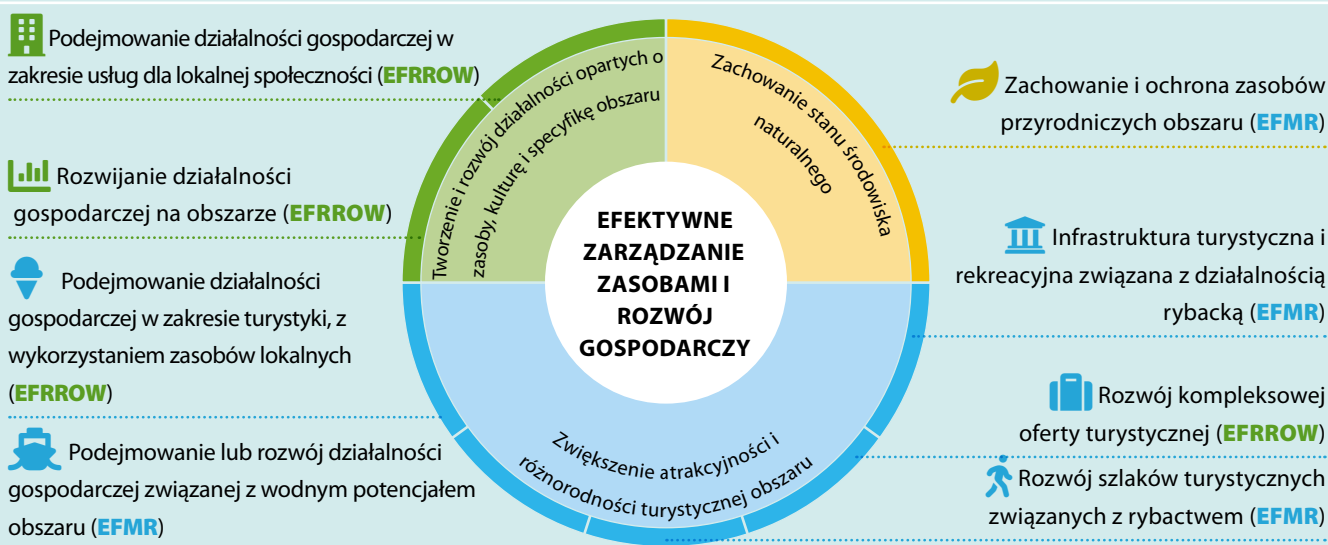 Podejmowanie działalności gospodarczej w
zakresie usług dla lokalnej społeczności (EFRROW)
Rozwijanie działalności
gospodarczej na obszarze (EFRROW)
Podejmowanie działalności
gospodarczej w zakresie turystyki, z
wykorzystaniem zasobów lokalnych
(EFRROW)
Podejmowanie lub rozwój działalności
gospodarczej związanej z wodnym potencjałem
obszaru (EFMR)
Tworzenie i rozwój działalności opartych o
zasoby, kulturę i specyfikę obszaru
Zachowanie stanu środowiska
naturalnego
EFEKTYWNE
ZARZĄDZANIE
ZASOBAMI I
ROZWÓJ
GOSPODARCZY
Zwiększenie atrakcyjności i
różnorodności turystycznej obszaru
Zachowanie i ochrona zasobów
przyrodniczych obszaru (EFMR)
Infrastruktura turystyczna i
rekreacyjna związana z działalnością
rybacką (EFMR)
Rozwój kompleksowej
oferty turystycznej (EFRROW)
Rozwój szlaków turystycznych
związanych z rybactwem (EFMR)